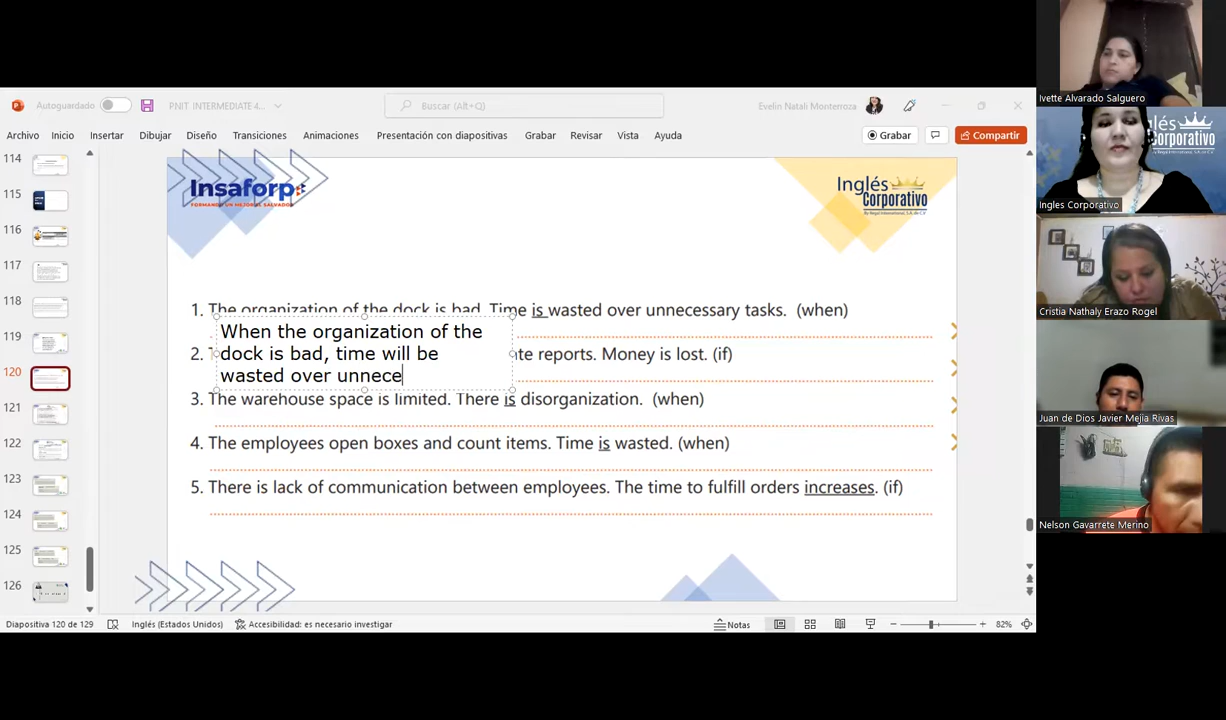 Autoguardado
PNIT INTERMEDIATE 4...
Buscar (Alt+Q)
Evelin Natali Monterroza
Archivo Inicio Insertar Dibujar Diseño Transiciones Animaciones Presentación con diapositivas Grabar Revisar Vista Ayuda
Grabar
Compartir
114
115
116
117
118
119
120
121
122
123
124
125
126
Insaforp
FORMANDO UN MEJOR EL SALVADOR
Inglés
Corporativo
1. The organization of the dock is bad. Time is wasted over unnecessary tasks. (when)
When the organization of the
dock is bad, time will be
wasted over unnece
2. reports. Money is lost. (if)
3. The warehouse space is limited. There is disorganization. (when)
4. The employees open boxes and count items. Time is wasted. (when)
5. There is lack of communication between employees. The time to fulfill orders increases. (if)
Diapositiva 120 de 129
Inglés (Estados Unidos)
Accesibilidad: es necesario investigar
Notas
82%
Ivette Alvarado Salguero
glés
Corporativo
Ingles Corporativo
Cristia Nathaly Erazo Rogel
Juan de Dios Javier Mejia Rivas
Nelson Gavarrete Merino